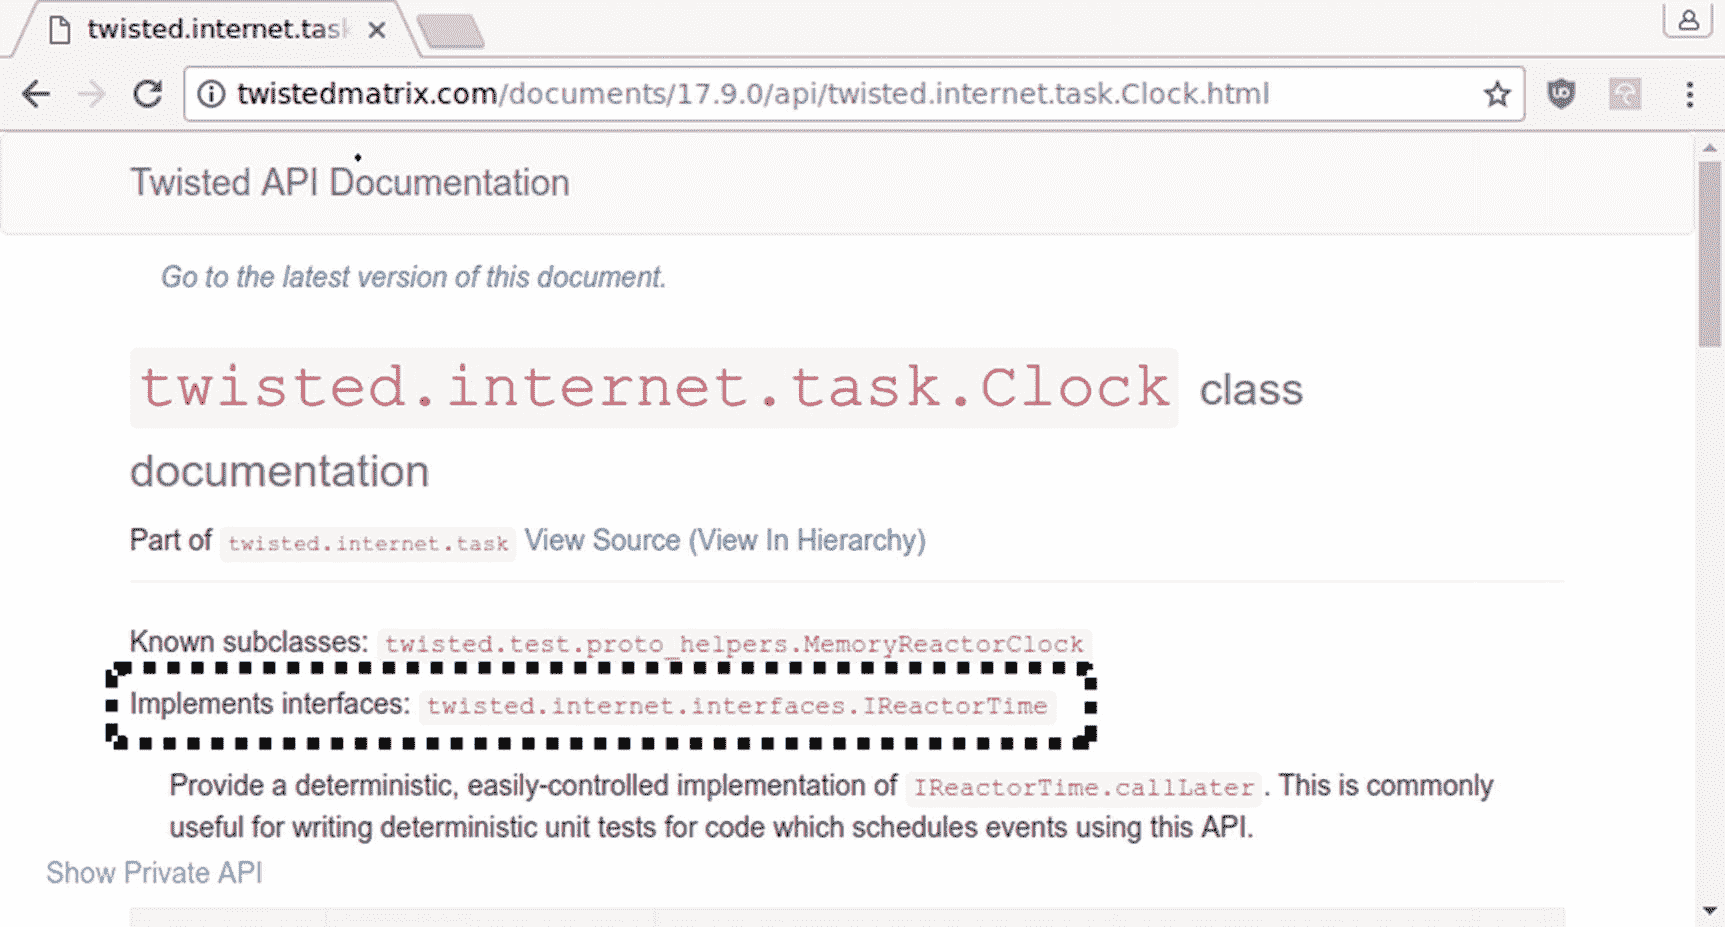 twisted.internet.tas
twistedmatrix.com/documents/17.9.0/api/twisted.internet.task.Clock.html
Twisted API Documentation
Go to the latest version of this document.
twisted.internet.task.Clock class
documentation
Part of twisted.internet.task View Source (View In Hierarchy)
Known subclasses: twisted.test.proto_helpers.MemoryReactorClock
Implements interfaces: twisted.internet.interfaces.IReactorTime
Provide a deterministic, easily-controlled implementation of IReactorTime.callLater. This is commonly
useful for writing deterministic unit tests for code which schedules events using this API.
Show Private API